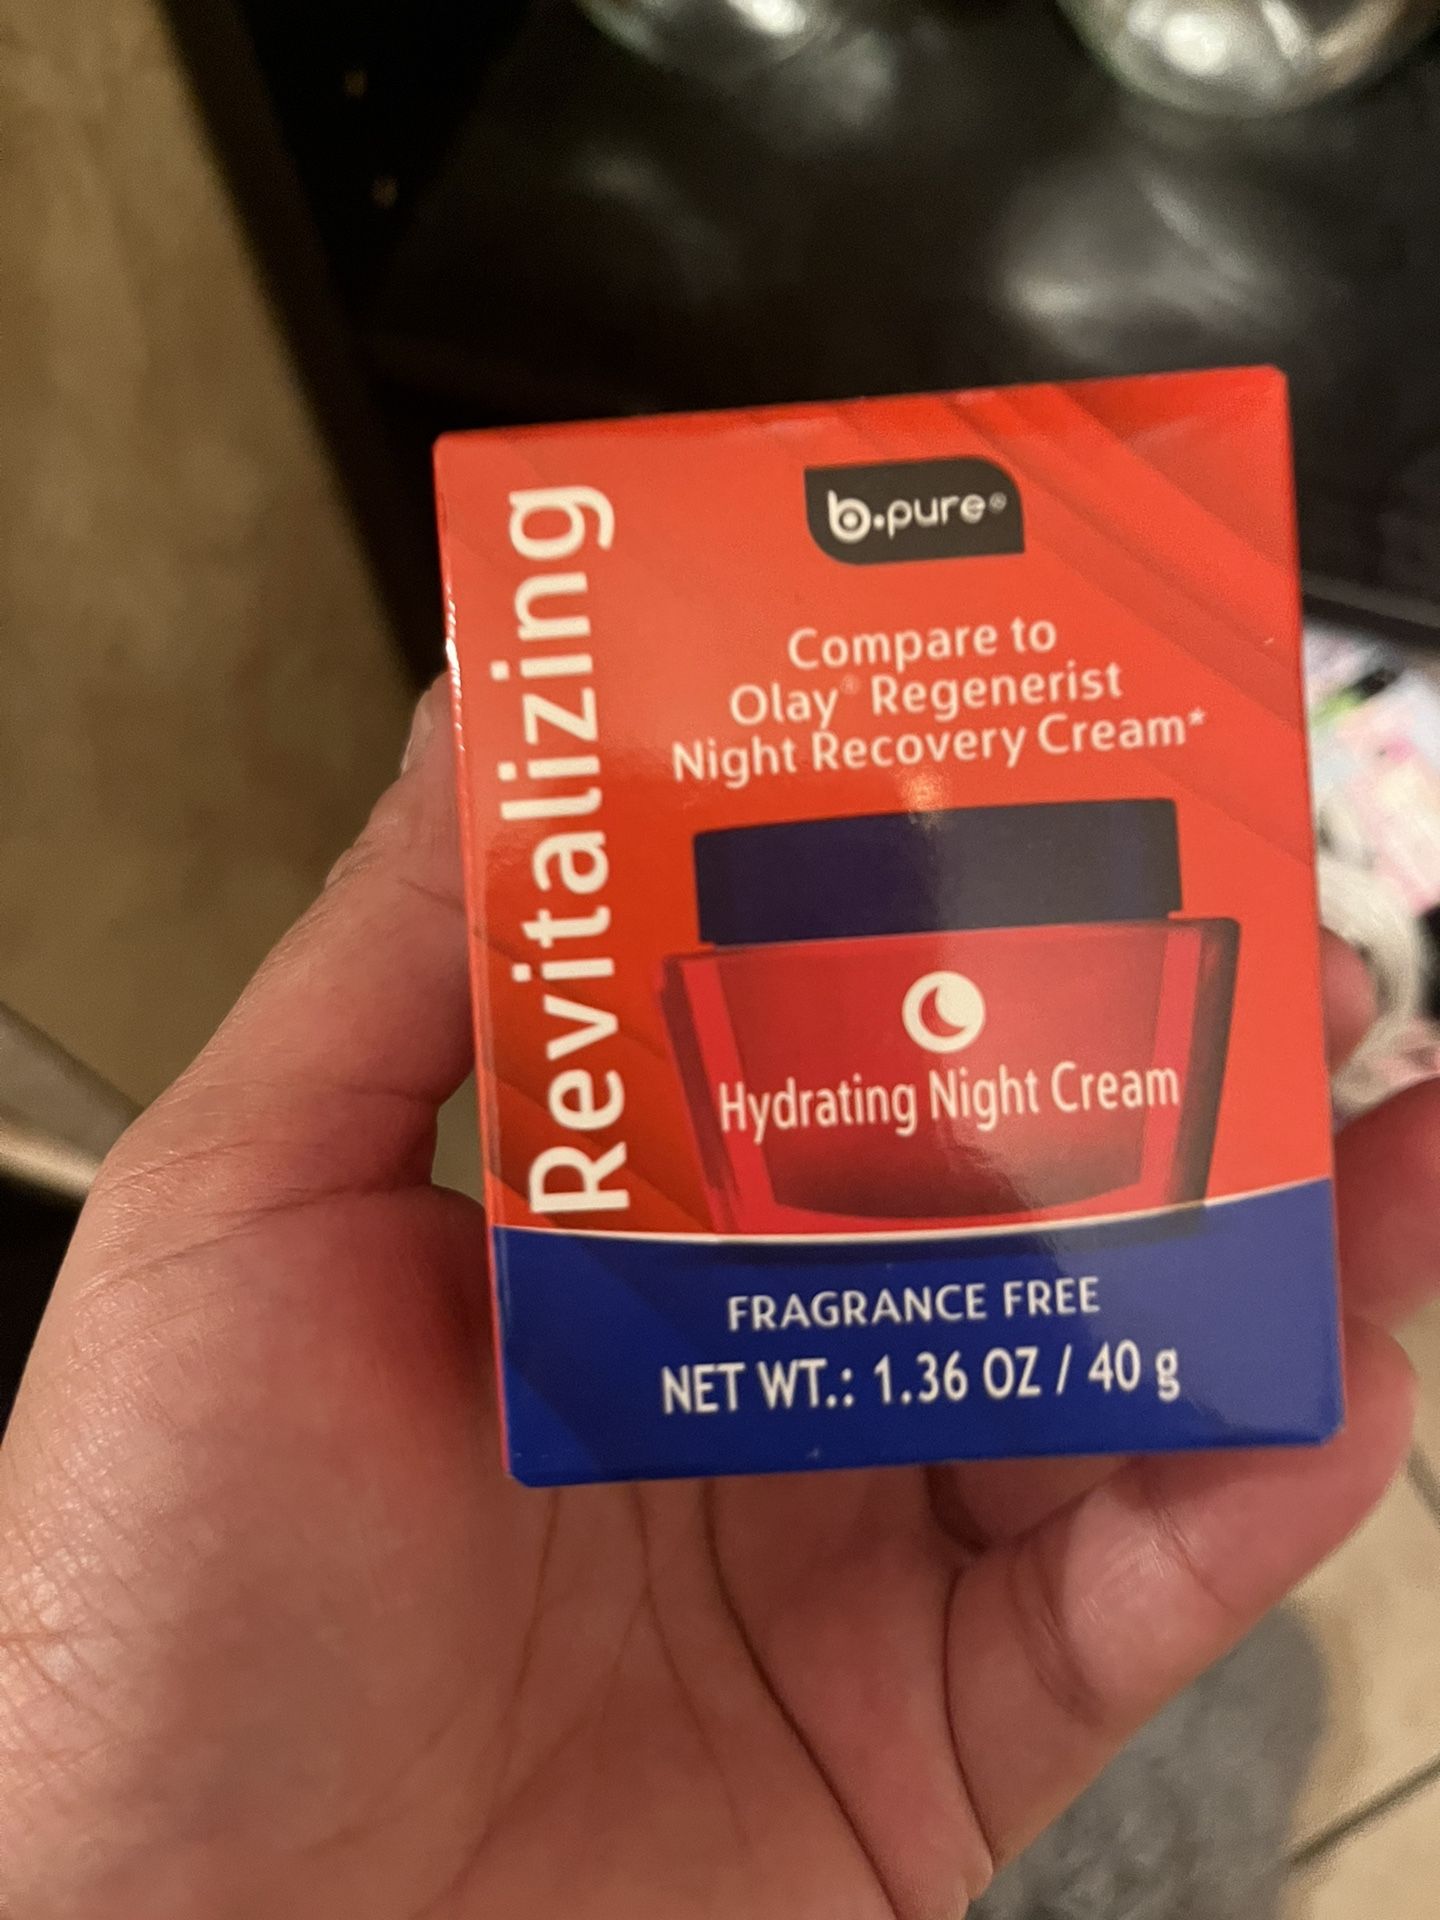 b.pure®
Compare to
Olay® Regenerist
Night Recovery Cream*
Revitalizing
Hydrating Night Cream
FRAGRANCE FREE
NET WT.: 1.36 OZ / 40 g